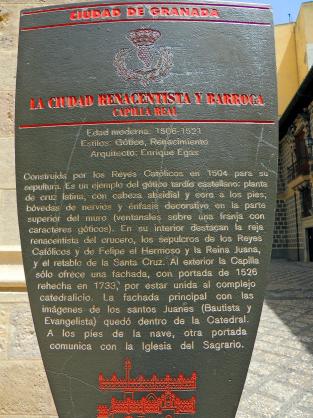 CIUDAD DE GRANADA
LA CIUDAD RENACENTISTA Y BARROCA
CAPILLA REAL
Edad moderna: 1506-1521
Estilos: Gótico, Renacimiento
Arquitecto: Enrique Egas
Construida por los Reyes Católicos en 1504 para su
sepultura. Es un ejemplo del gótico tardío castellano: planta
de cruz latina, con cabeza absidial y coro a los pies;
bóvedas de nervios y énfasis decorativo en la parte
superior del muro (ventanales sobre una franja con
caracteres góticos). En su interior destacan la reja
renacentista del crucero, los sepulcros de los Reyes
Católicos y de Felipe el Hermoso y la Reina Juana,
y el retablo de la Santa Cruz. Al exterior la Capilla
sólo ofrece una fachada, con portada de 1526
rehecha en 1733, por estar unida al complejo
catedralicio. La fachada principal con las
imágenes de los santos Juanes (Bautista y
Evangelista) quedó dentro de la Catedral.
A los pies de la nave, otra portada
comunica con la Iglesia del Sagrario.